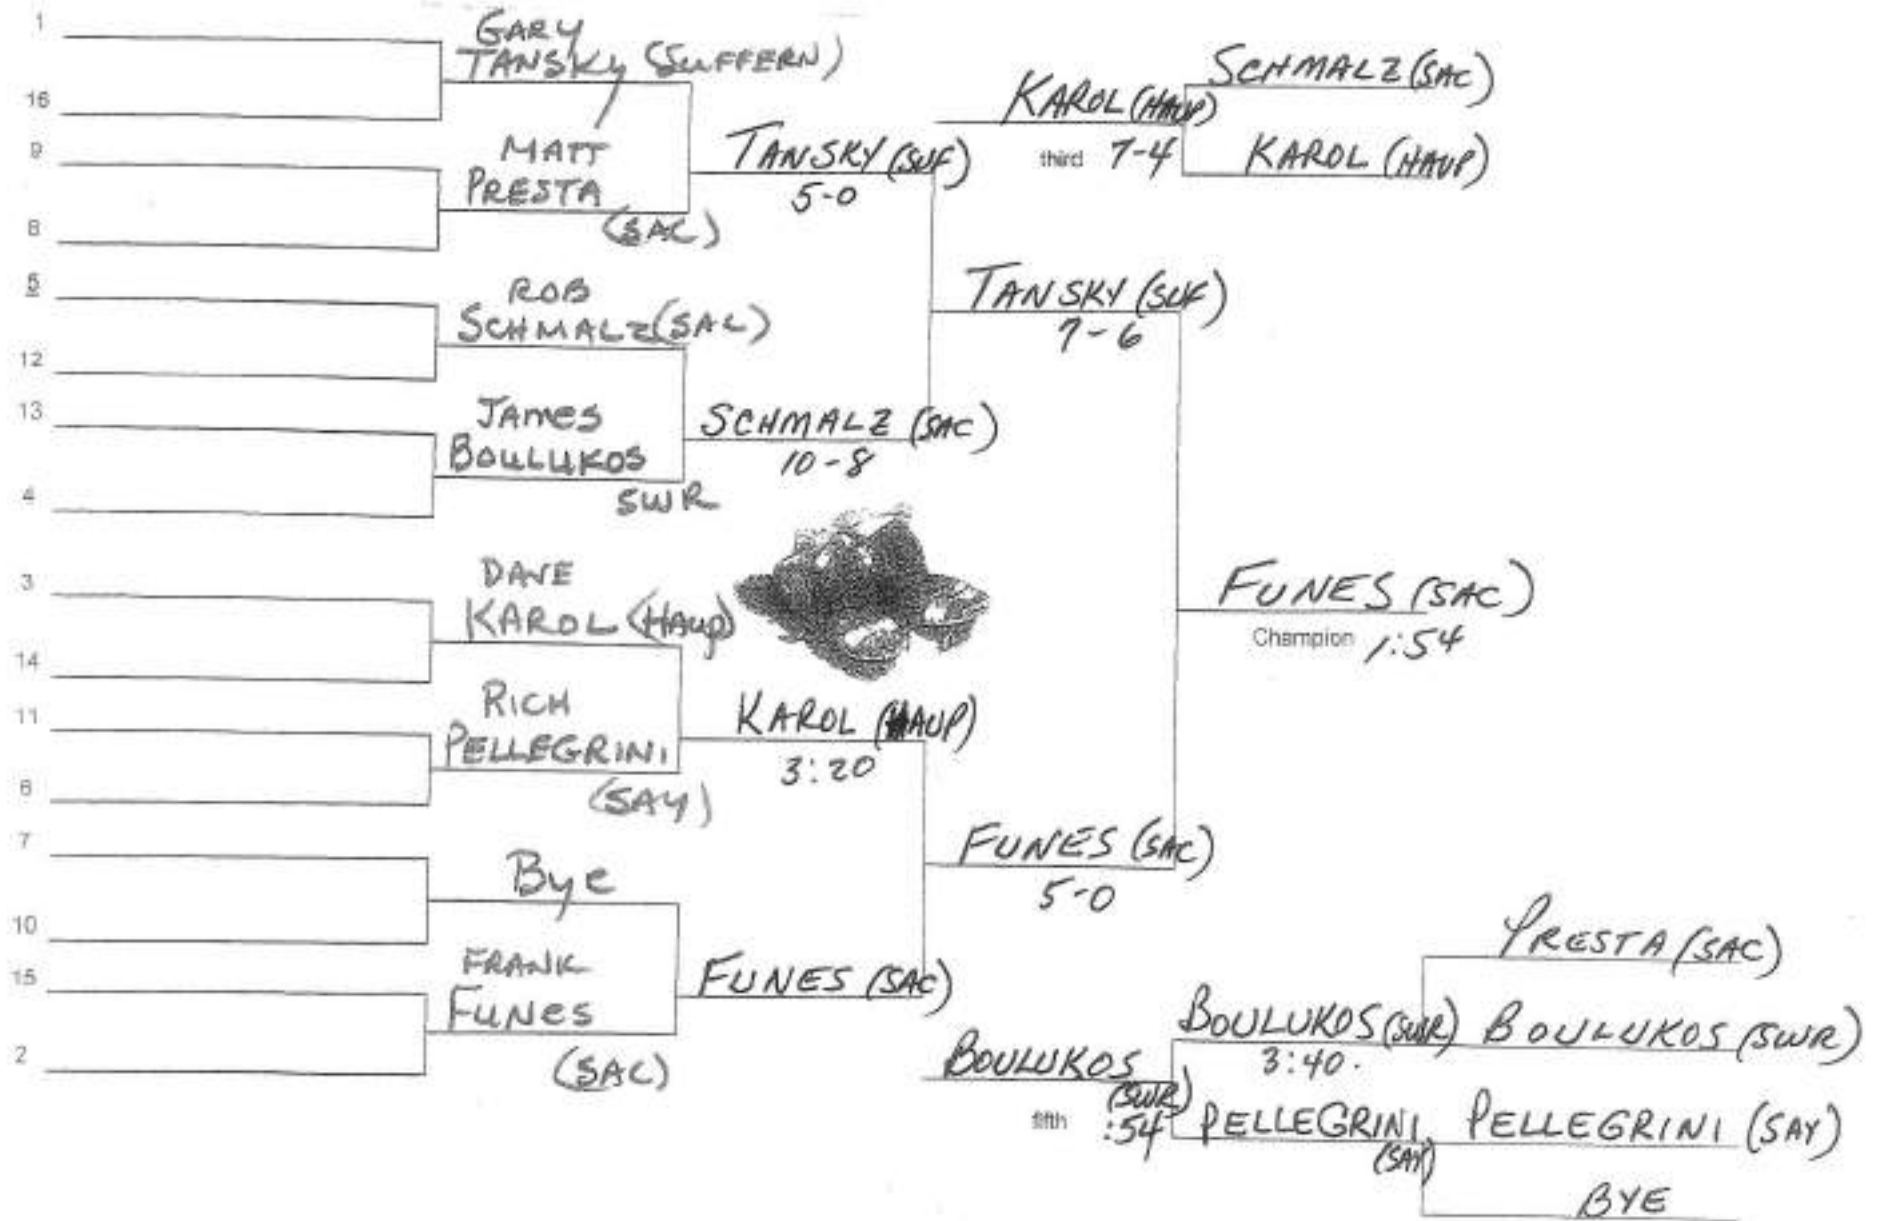 1
16
9
8
5
12
13
4
3
14
11
6
7
10
15
2
GARY
TANSKY (SUFFERN)
MATT
PRESTA
(SAC)
ROB
SCHMALZ (SAC)
JAMES
BOULUKOS
SWR
DAVE
KAROL (HAUP)
RICH
PELLEGRINI
(SAY)
Bye
FRANK
FUNES
(SAC)
TANSKY (SUF)
5-0
SCHMALZ (SAC)
10-8
KAROL (HAUP)
3:20
FUNES (SAC)
TANSKY (SUF)
7-6
FUNES (SAC)
5-0
FUNES (SAC)
Champion 1:54
SCHMALZ (SAC)
KAROL (HAUP)
KAROL (HAUP)
third 7-4
PRESTA (SAC)
BOULUKOS (SWR)
BOULUKOS (SWR)
3:40.
PELLEGRINI (SAY)
BYE
PELLEGRINI
(SAY)
BOULUKOS
(SWR)
fifth :54